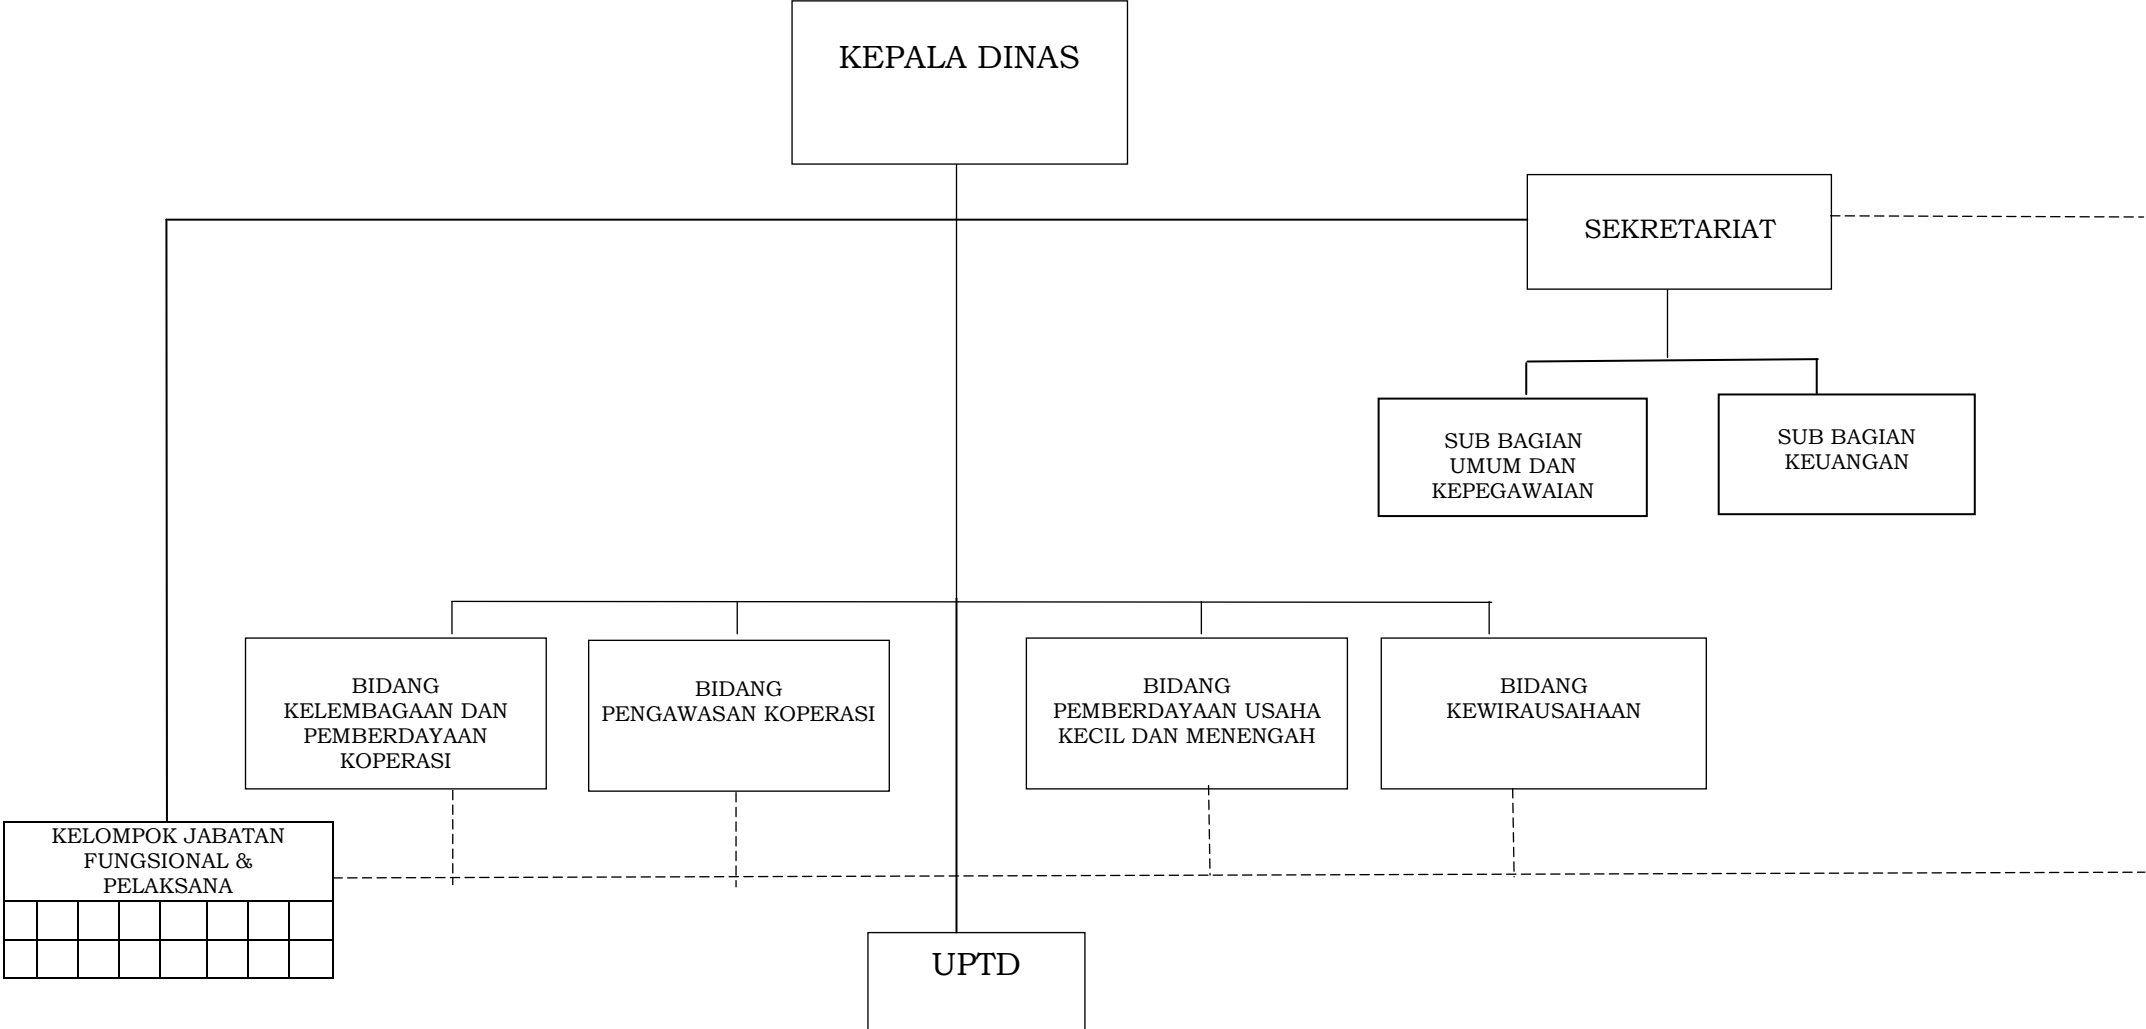 KEPALA DINAS
SEKRETARIAT
SUB BAGIAN
UMUM DAN
KEPEGAWAIAN
SUB BAGIAN
KEUANGAN
BIDANG
KELEMBAGAAN DAN
PEMBERDAYAAN
KOPERASI
BIDANG
PENGAWASAN KOPERASI
BIDANG
PEMBERDAYAAN USAHA
KECIL DAN MENENGAH
BIDANG
KEWIRAUSAHAAN
KELOMPOK JABATAN
FUNGSIONAL &
PELAKSANA
UPTD